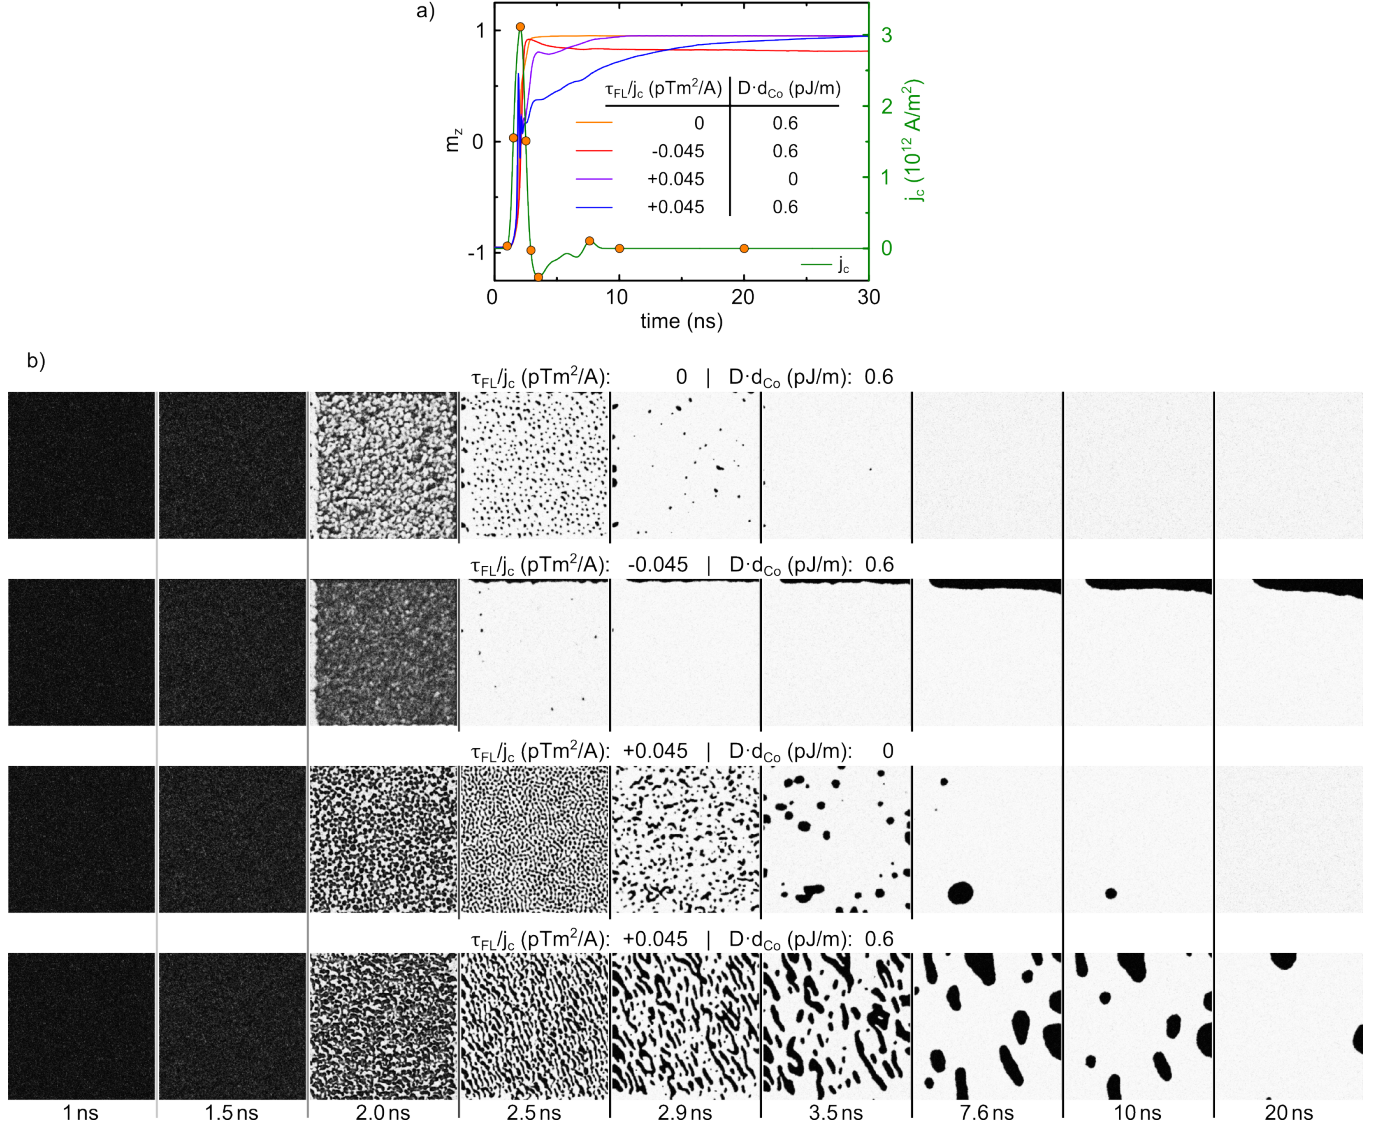 a)
1
0
-1
m_z
3
2
1
0
j_c (10^12 A/m^2)
τ_FL/j_c (pTm^2/A) D·d_Co (pJ/m)
0 0.6
-0.045 0.6
+0.045 0
+0.045 0.6
j_c
0 10 20 30
time (ns)
b)
τ_FL/j_c (pTm^2/A): 0 | D·d_Co (pJ/m): 0.6
τ_FL/j_c (pTm^2/A): -0.045 | D·d_Co (pJ/m): 0.6
τ_FL/j_c (pTm^2/A): +0.045 | D·d_Co (pJ/m): 0
τ_FL/j_c (pTm^2/A): +0.045 | D·d_Co (pJ/m): 0.6
1 ns 1.5 ns 2.0 ns 2.5 ns 2.9 ns 3.5 ns 7.6 ns 10 ns 20 ns